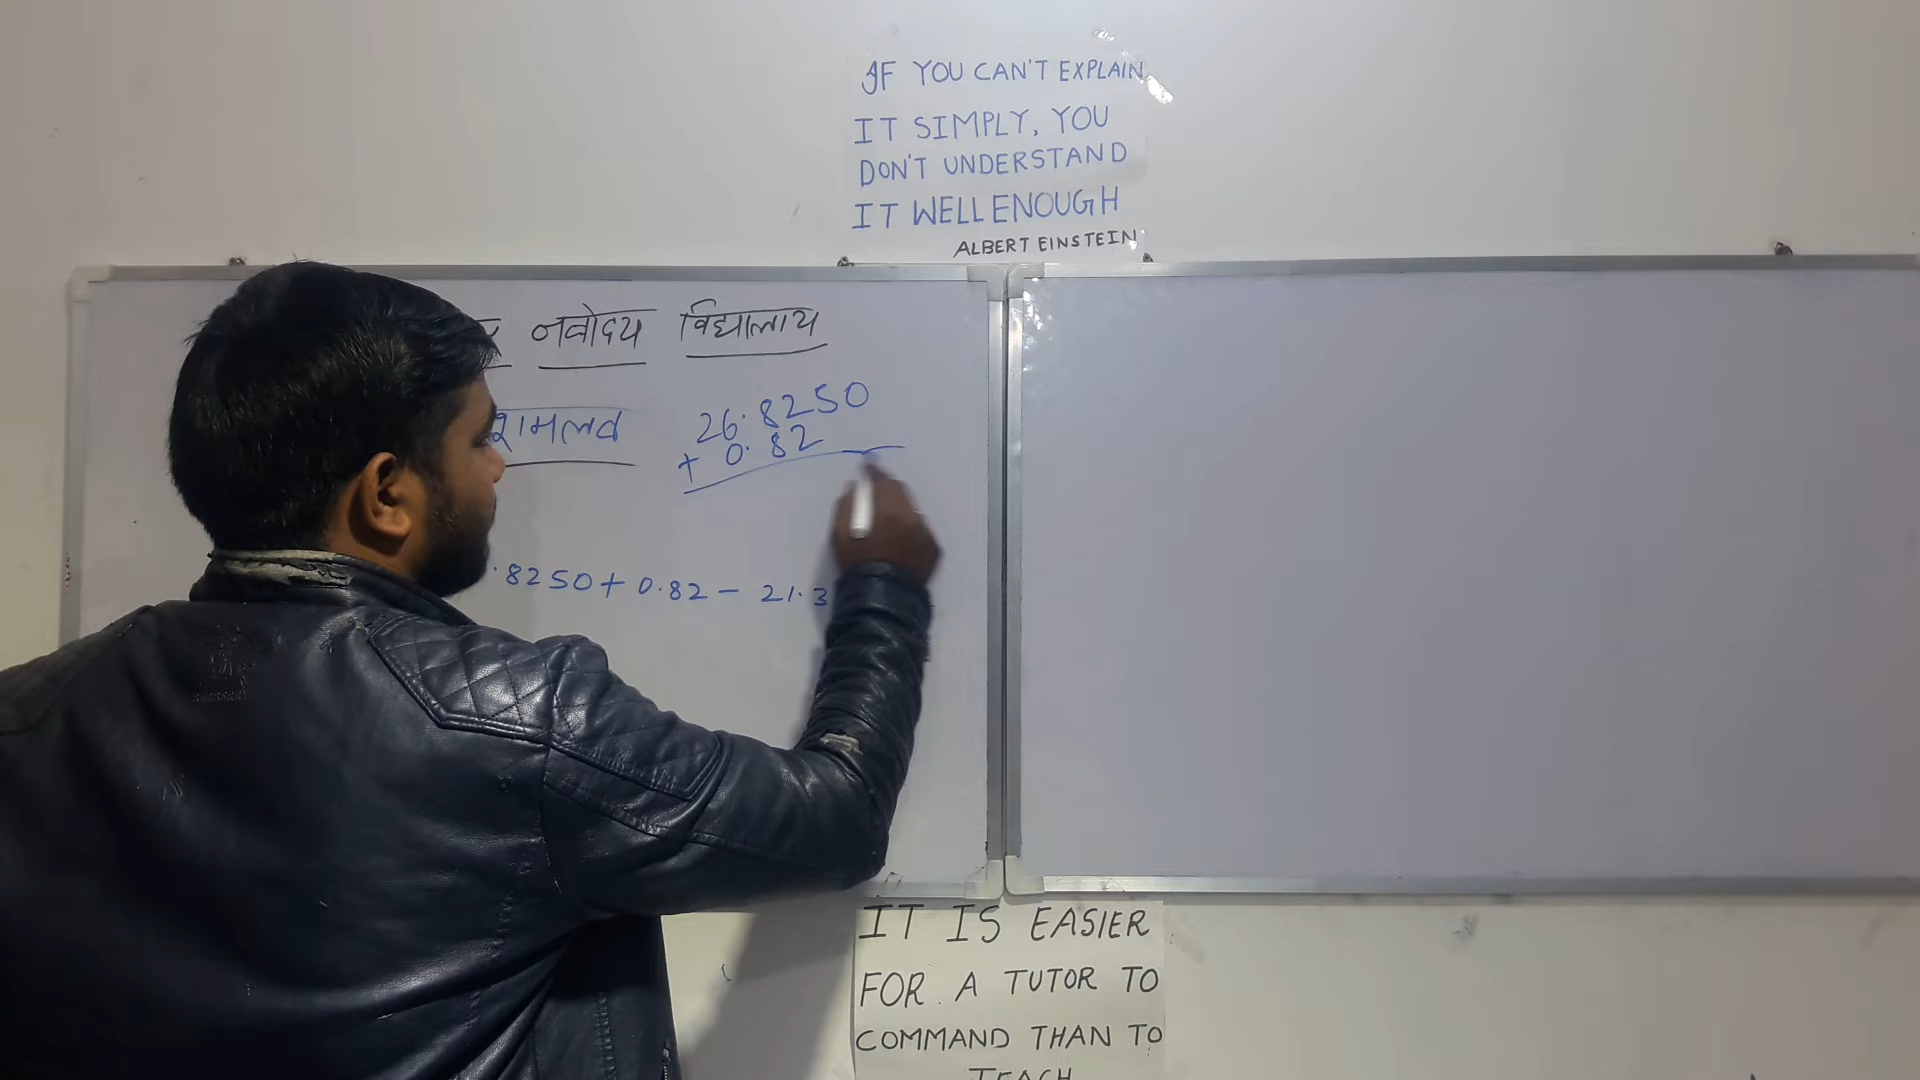 IF YOU CAN'T EXPLAIN
IT SIMPLY, YOU
DON'T UNDERSTAND
IT WELL ENOUGH
ALBERT EINSTEIN
नवोदय विद्यालय
26.8250
+ 0.82
.8250 + 0.82 - 21.3
IT IS EASIER
FOR A TUTOR TO
COMMAND THAN TO
TEACH